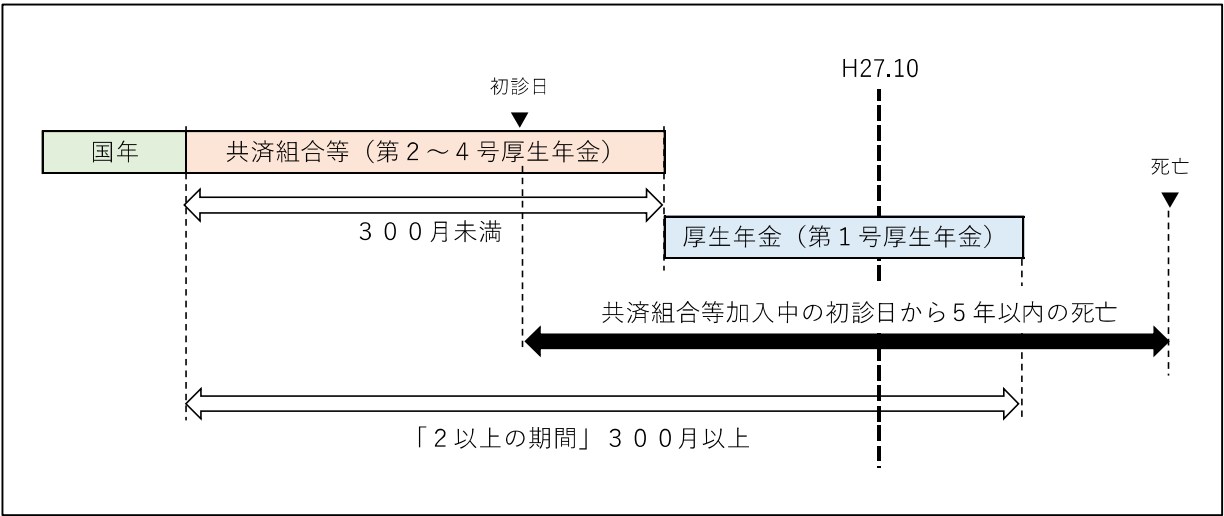 H27.10
初診日
国年
共済組合等（第２～４号厚生年金）
死亡
３００月未満
厚生年金（第１号厚生年金）
共済組合等加入中の初診日から５年以内の死亡
「２以上の期間」３００月以上